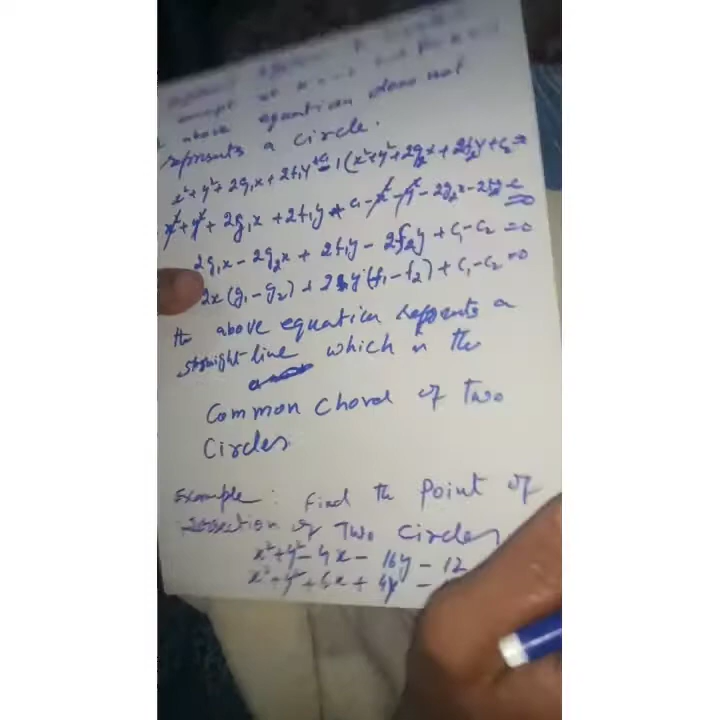 above equation does not
represents a circle.
x²+y²+2g₁x+2f₁y+c₁-1(x²+y²+2g₂x+2f₂y+c₂=
x²+y²+2g₁x+2f₁y+c₁-x²-y²-2g₂x-2f₂y-c =0
2g₁x-2g₂x+2f₁y-2f₂y+c₁-c₂=0
2x(g₁-g₂)+2y(f₁-f₂)+c₁-c₂=0
the above equation represents a
straight line which is the
Common Chord of Two
Circles.
Example: Find the Point of
of Two Circles
x²+y²-4x-16y-12
x²+y²+6x+4y-